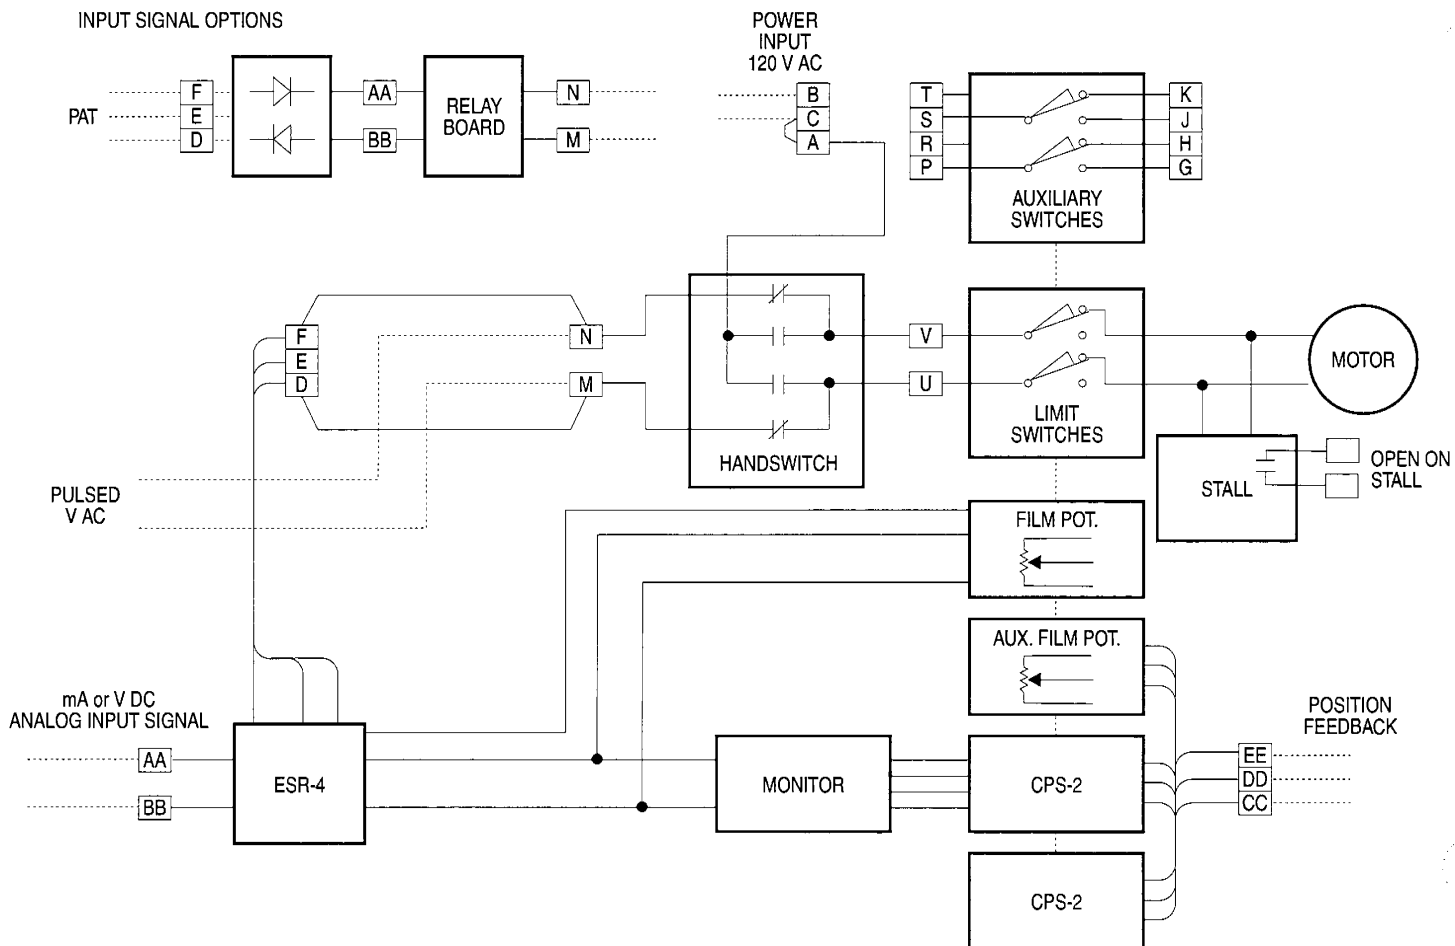 INPUT SIGNAL OPTIONS
PAT
F
E
D
AA
BB
RELAY
BOARD
N
M
POWER
INPUT
120 V AC
B
C
A
T
S
R
P
AUXILIARY
SWITCHES
K
J
H
G
F
E
D
N
M
HANDSWITCH
V
U
LIMIT
SWITCHES
MOTOR
STALL
OPEN ON
STALL
PULSED
V AC
FILM POT.
AUX. FILM POT.
mA or V DC
ANALOG INPUT SIGNAL
AA
BB
ESR-4
MONITOR
CPS-2
POSITION
FEEDBACK
EE
DD
CC
CPS-2